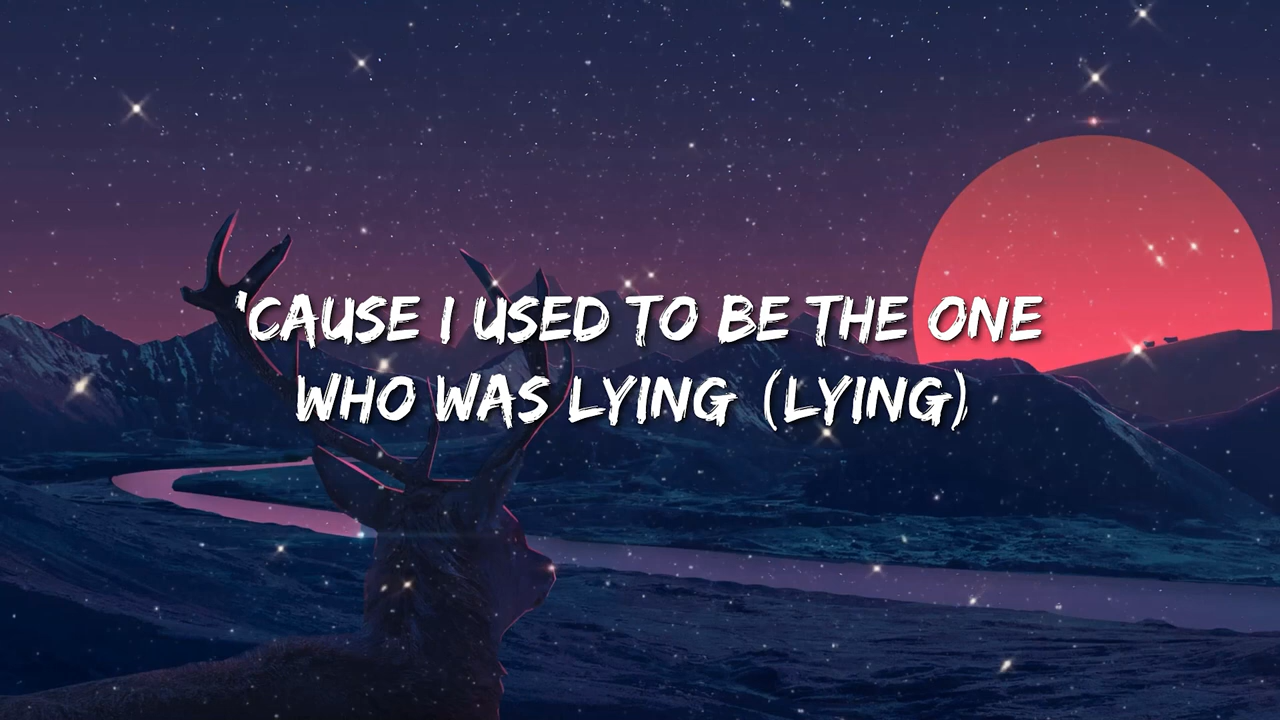 'CAUSE I USED TO BE THE ONE
WHO WAS LYING (LYING)